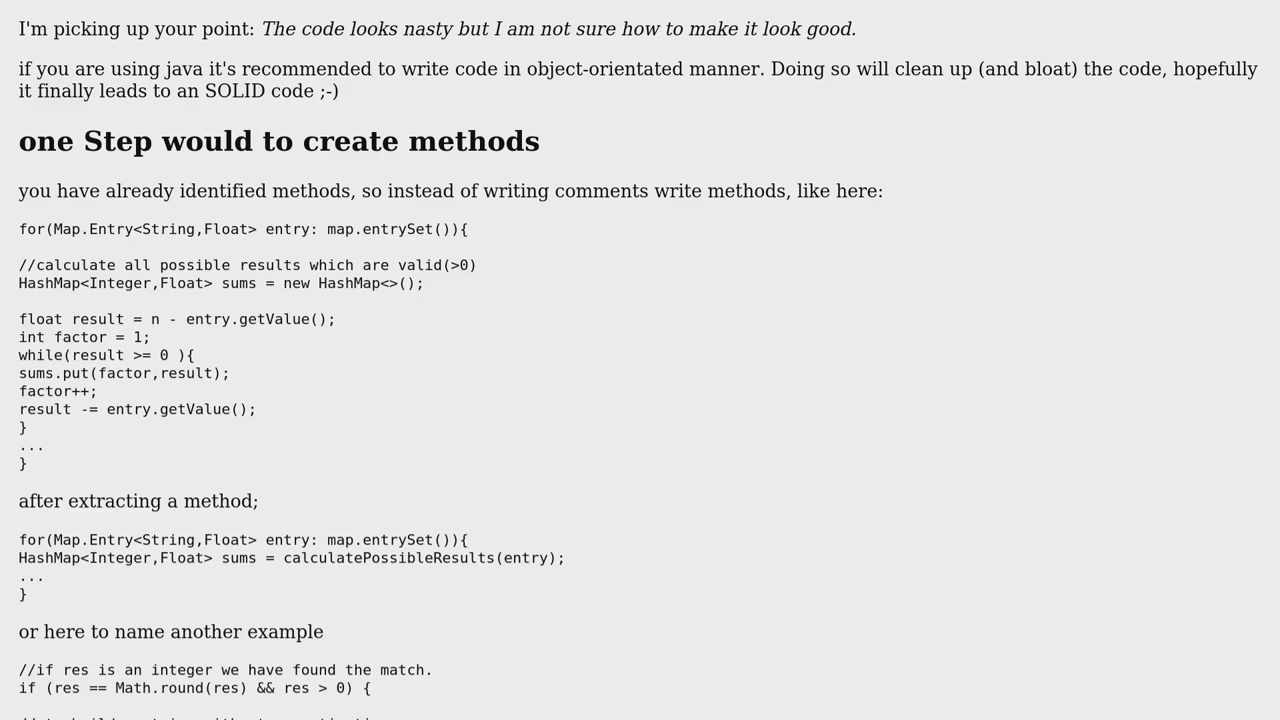 I'm picking up your point: The code looks nasty but I am not sure how to make it look good.
if you are using java it's recommended to write code in object-orientated manner. Doing so will clean up (and bloat) the code, hopefully
it finally leads to an SOLID code ;-)
one Step would to create methods
you have already identified methods, so instead of writing comments write methods, like here:
for(Map.Entry<String,Float> entry: map.entrySet()){
//calculate all possible results which are valid(>0)
HashMap<Integer,Float> sums = new HashMap<>();
float result = n - entry.getValue();
int factor = 1;
while(result >= 0 ){
sums.put(factor,result);
factor++;
result -= entry.getValue();
}
...
}
after extracting a method;
for(Map.Entry<String,Float> entry: map.entrySet()){
HashMap<Integer,Float> sums = calculatePossibleResults(entry);
...
}
or here to name another example
//if res is an integer we have found the match.
if (res == Math.round(res) && res > 0) {